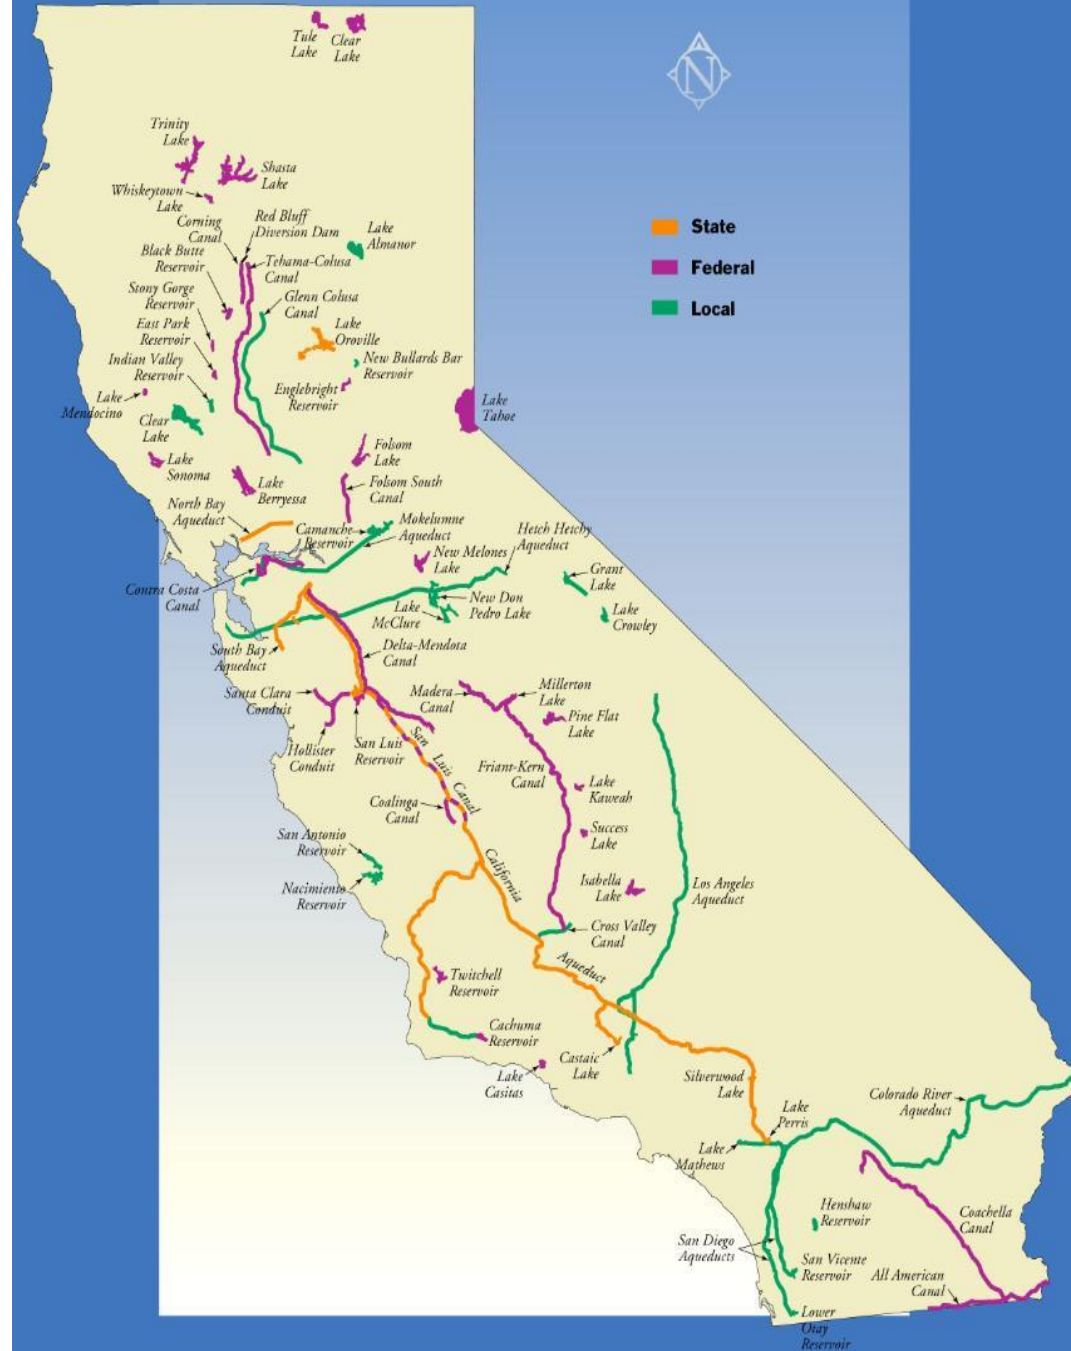 Tule
Lake
Clear
Lake
N
Trinity
Lake
Shasta
Lake
Whiskeytown
Lake
Corning
Canal
Red Bluff
Diversion Dam
Lake
Almanor
State
Black Butte
Reservoir
Tehama-Colusa
Canal
Federal
Stony Gorge
Reservoir
Glenn Colusa
Canal
Local
East Park
Reservoir
Lake
Oroville
Indian Valley
Reservoir
New Bullards Bar
Reservoir
Englebright
Reservoir
Lake
Mendocino
Lake
Tahoe
Clear
Lake
Folsom
Lake
Lake
Sonoma
Lake
Berryessa
Folsom South
Canal
North Bay
Aqueduct
Camanche
Reservoir
Mokelumne
Aqueduct
Hetch Hetchy
Aqueduct
New Melones
Lake
Grant
Lake
Contra Costa
Canal
New Don
Pedro Lake
Lake
McClure
Lake
Crowley
South Bay
Aqueduct
Delta-Mendota
Canal
Santa Clara
Conduit
Madera
Canal
Millerton
Lake
Pine Flat
Lake
Hollister
Conduit
San Luis
Reservoir
San Luis Canal
Friant-Kern
Canal
Lake
Kaweah
Coalinga
Canal
Success
Lake
San Antonio
Reservoir
California Aqueduct
Isabella
Lake
Los Angeles
Aqueduct
Nacimiento
Reservoir
Cross Valley
Canal
Twitchell
Reservoir
Cachuma
Reservoir
Castaic
Lake
Lake
Casitas
Silverwood
Lake
Colorado River
Aqueduct
Lake
Perris
Lake
Mathews
Henshaw
Reservoir
Coachella
Canal
San Diego
Aqueducts
San Vicente
Reservoir
All American
Canal
Lower
Otay
Reservoir